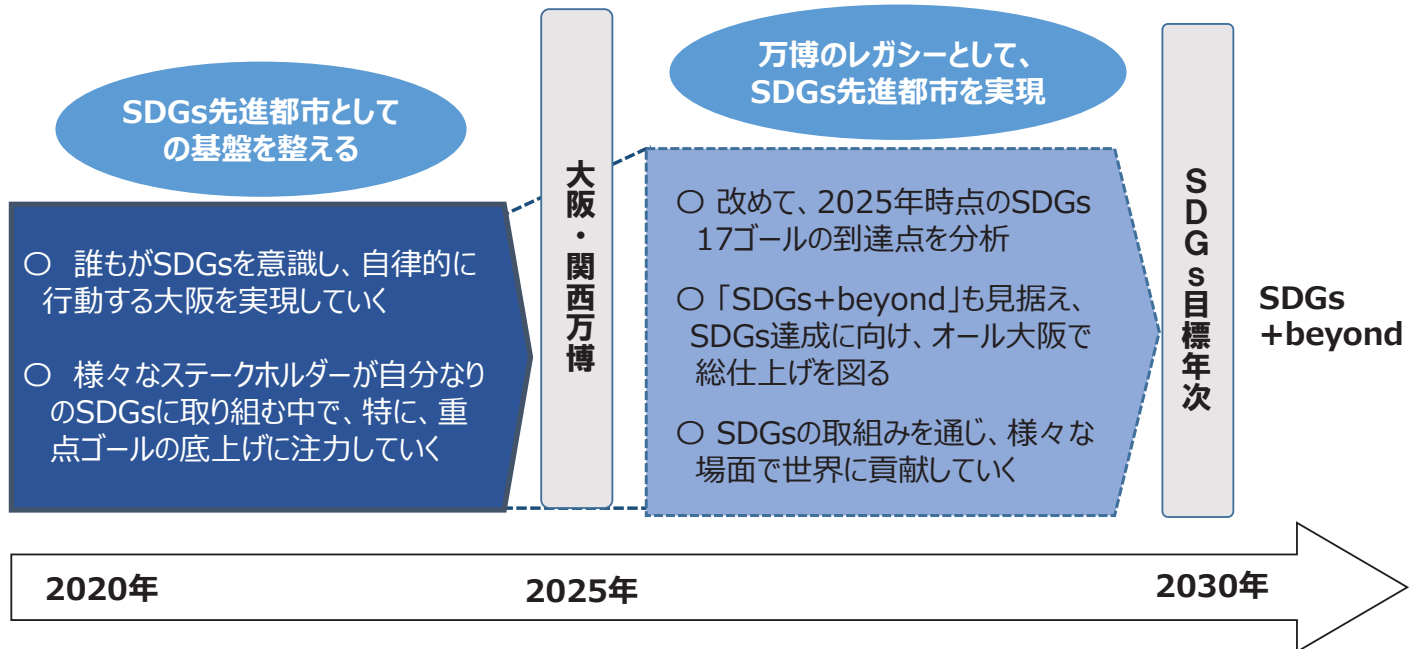 SDGs先進都市として
の基盤を整える
〇 誰もがSDGsを意識し、自律的に
行動する大阪を実現していく
〇 様々なステークホルダーが自分なり
のSDGsに取り組む中で、特に、重
点ゴールの底上げに注力していく
大阪・関西万博
万博のレガシーとして、
SDGs先進都市を実現
〇 改めて、2025年時点のSDGs
17ゴールの到達点を分析
〇 「SDGs+beyond」も見据え、
SDGs達成に向け、オール大阪で
総仕上げを図る
〇 SDGsの取組みを通じ、様々な
場面で世界に貢献していく
SDGs目標年次
SDGs
+beyond
2020年
2025年
2030年